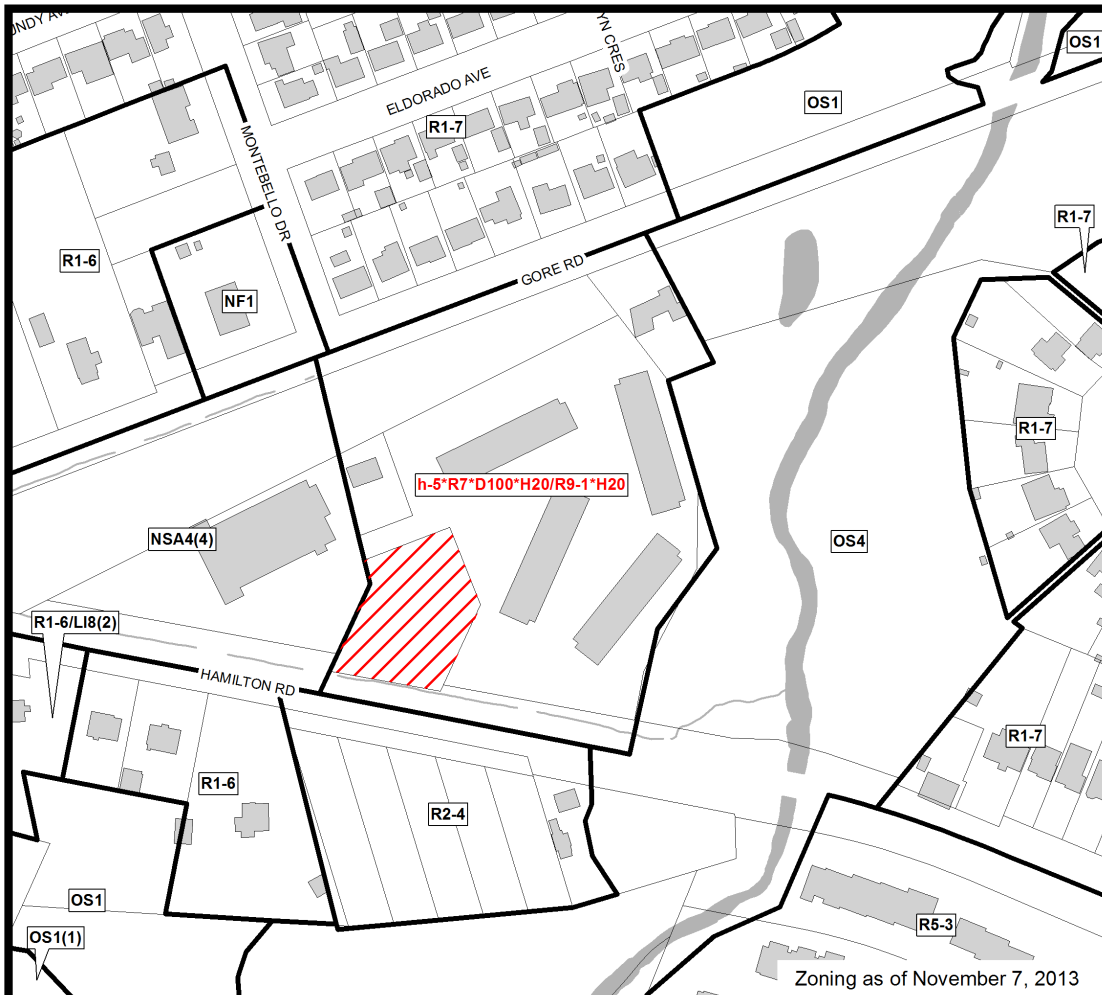 OS1
YN CRES
ELDORADO AVE
OS1
R1-7
MONTEBELLO DR
R1-7
R1-6
GORE RD
NF1
R1-7
h-5*R7*D100*H20/R9-1*H20
NSA4(4)
OS4
R1-6/LI8(2)
HAMILTON RD
R1-7
R1-6
R2-4
OS1
R5-3
OS1(1)
Zoning as of November 7, 2013